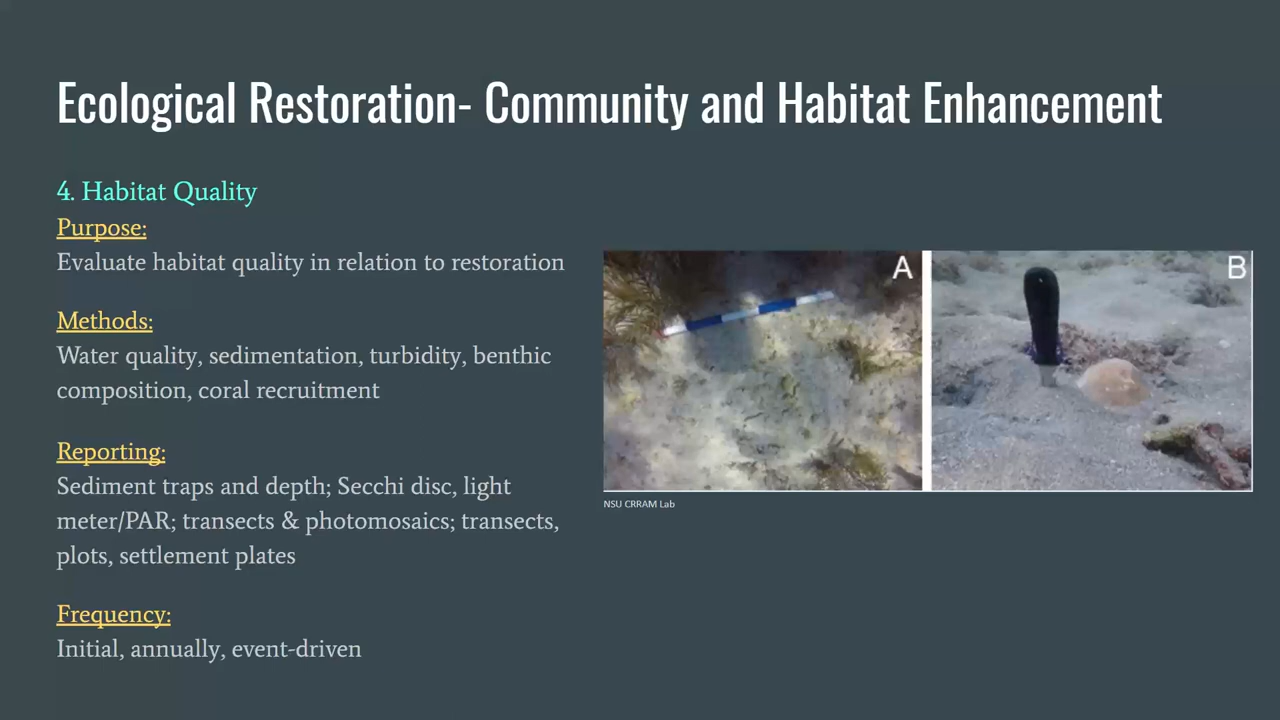 Ecological Restoration- Community and Habitat Enhancement
4. Habitat Quality
Purpose:
Evaluate habitat quality in relation to restoration
Methods:
Water quality, sedimentation, turbidity, benthic
composition, coral recruitment
Reporting:
Sediment traps and depth; Secchi disc, light
meter/PAR; transects & photomosaics; transects,
plots, settlement plates
Frequency:
Initial, annually, event-driven
A
B
NSU CRRAM Lab